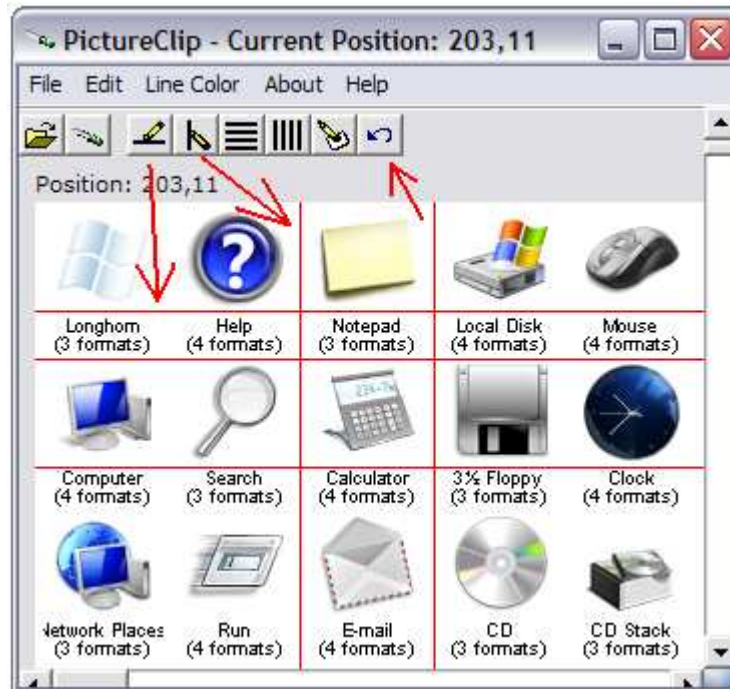 PictureClip - Current Position: 203,11
File Edit Line Color About Help
Position: 203,11
Longhorn Help Notepad Local Disk Mouse
(3 formats) (4 formats) (3 formats) (4 formats) (4 formats)
Computer Search Calculator 3½ Floppy Clock
(4 formats) (3 formats) (4 formats) (3 formats) (4 formats)
Network Places Run E-mail CD CD Stack
(3 formats) (4 formats) (4 formats) (3 formats) (3 formats)